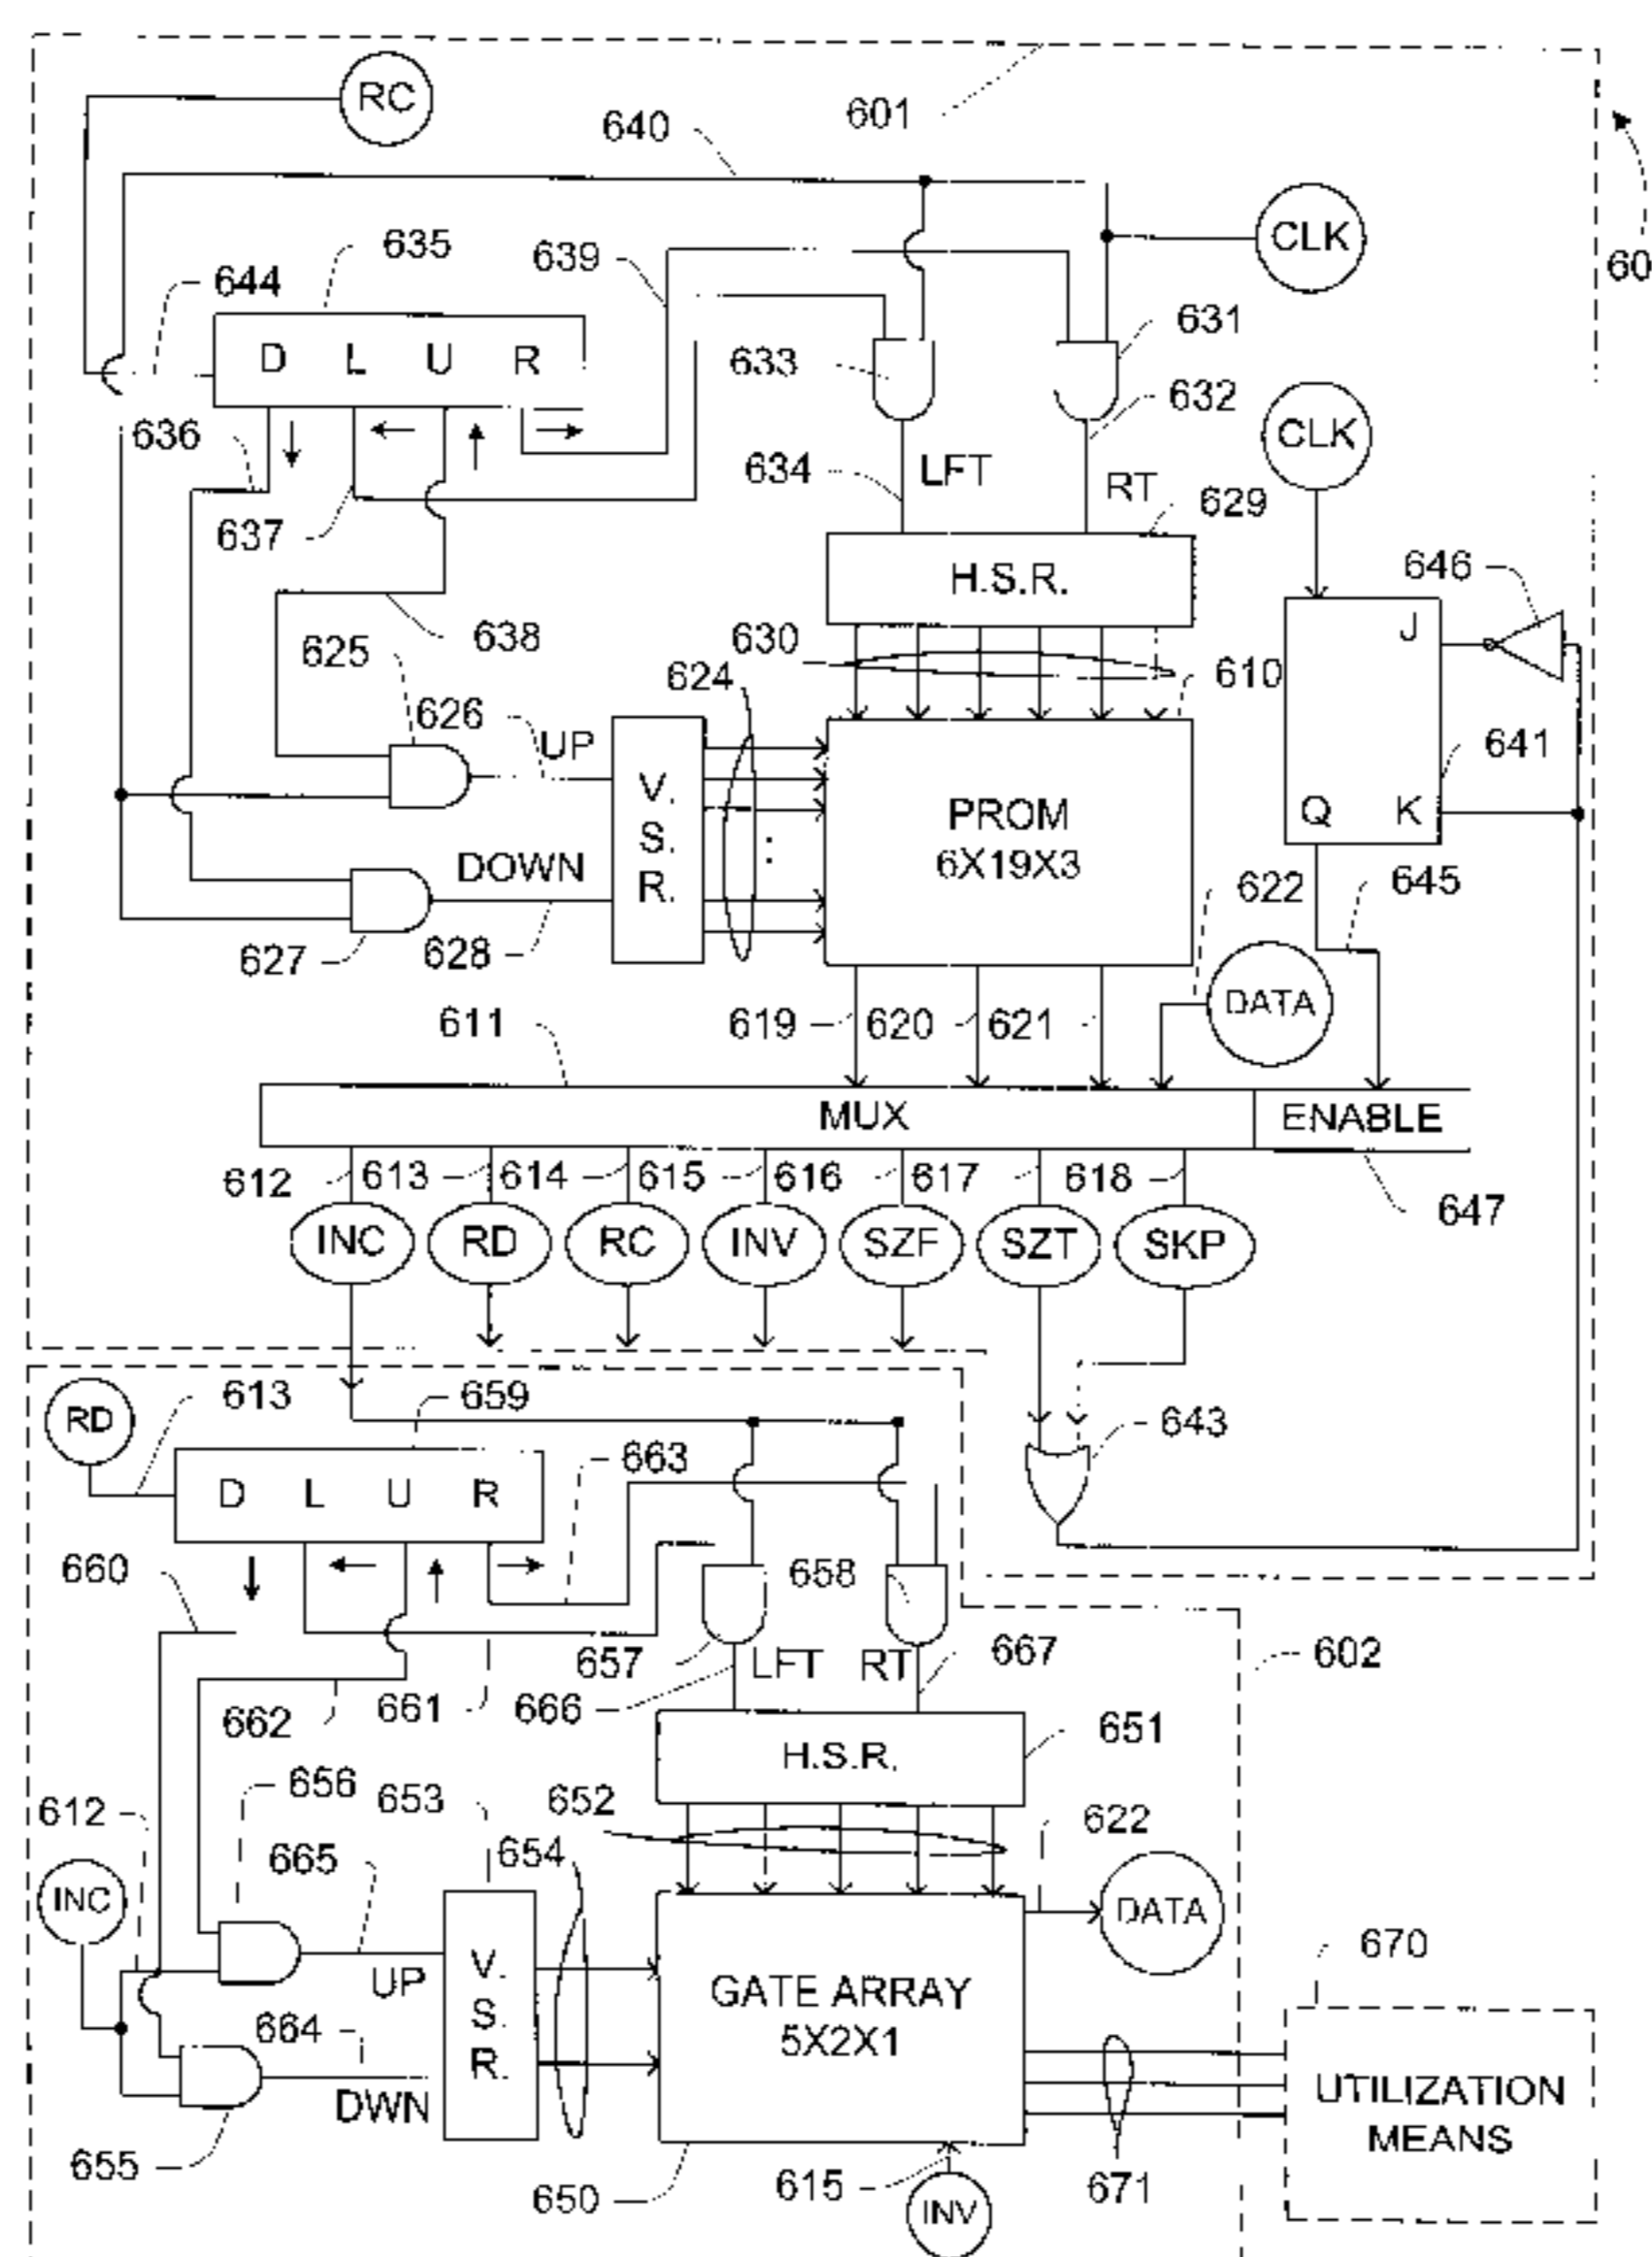 RC
601
640
CLK
60
635
639
644
D L U R
631
633
632
CLK
636
634
LFT
RT
629
637
H.S.R.
646
J
638
630
625
624
610
626
UP
641
V.
S.
R.
PROM
6X19X3
Q K
DOWN
622
645
627
628
DATA
611
619
620
621
MUX
ENABLE
612
613
614
615
616
617
618
647
INC
RD
RC
INV
SZF
SZT
SKP
RD
613
659
643
663
D L U R
660
658
657
LFT
RT
667
602
662
661
666
651
H.S.R.
656
653
652
612
622
665
654
INC
DATA
670
V.
S.
R.
UP
GATE ARRAY
5X2X1
664
DWN
UTILIZATION
MEANS
655
650
615
671
INV